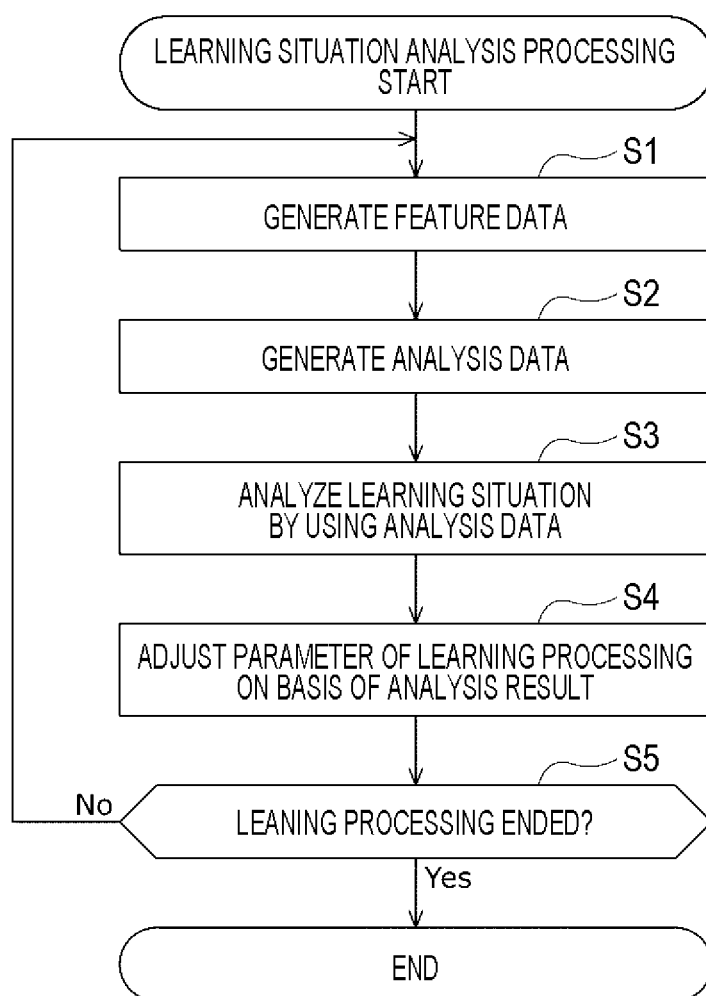 LEARNING SITUATION ANALYSIS PROCESSING
START
S1
GENERATE FEATURE DATA
S2
GENERATE ANALYSIS DATA
S3
ANALYZE LEARNING SITUATION
BY USING ANALYSIS DATA
S4
ADJUST PARAMETER OF LEARNING PROCESSING
ON BASIS OF ANALYSIS RESULT
S5
No
LEANING PROCESSING ENDED?
Yes
END